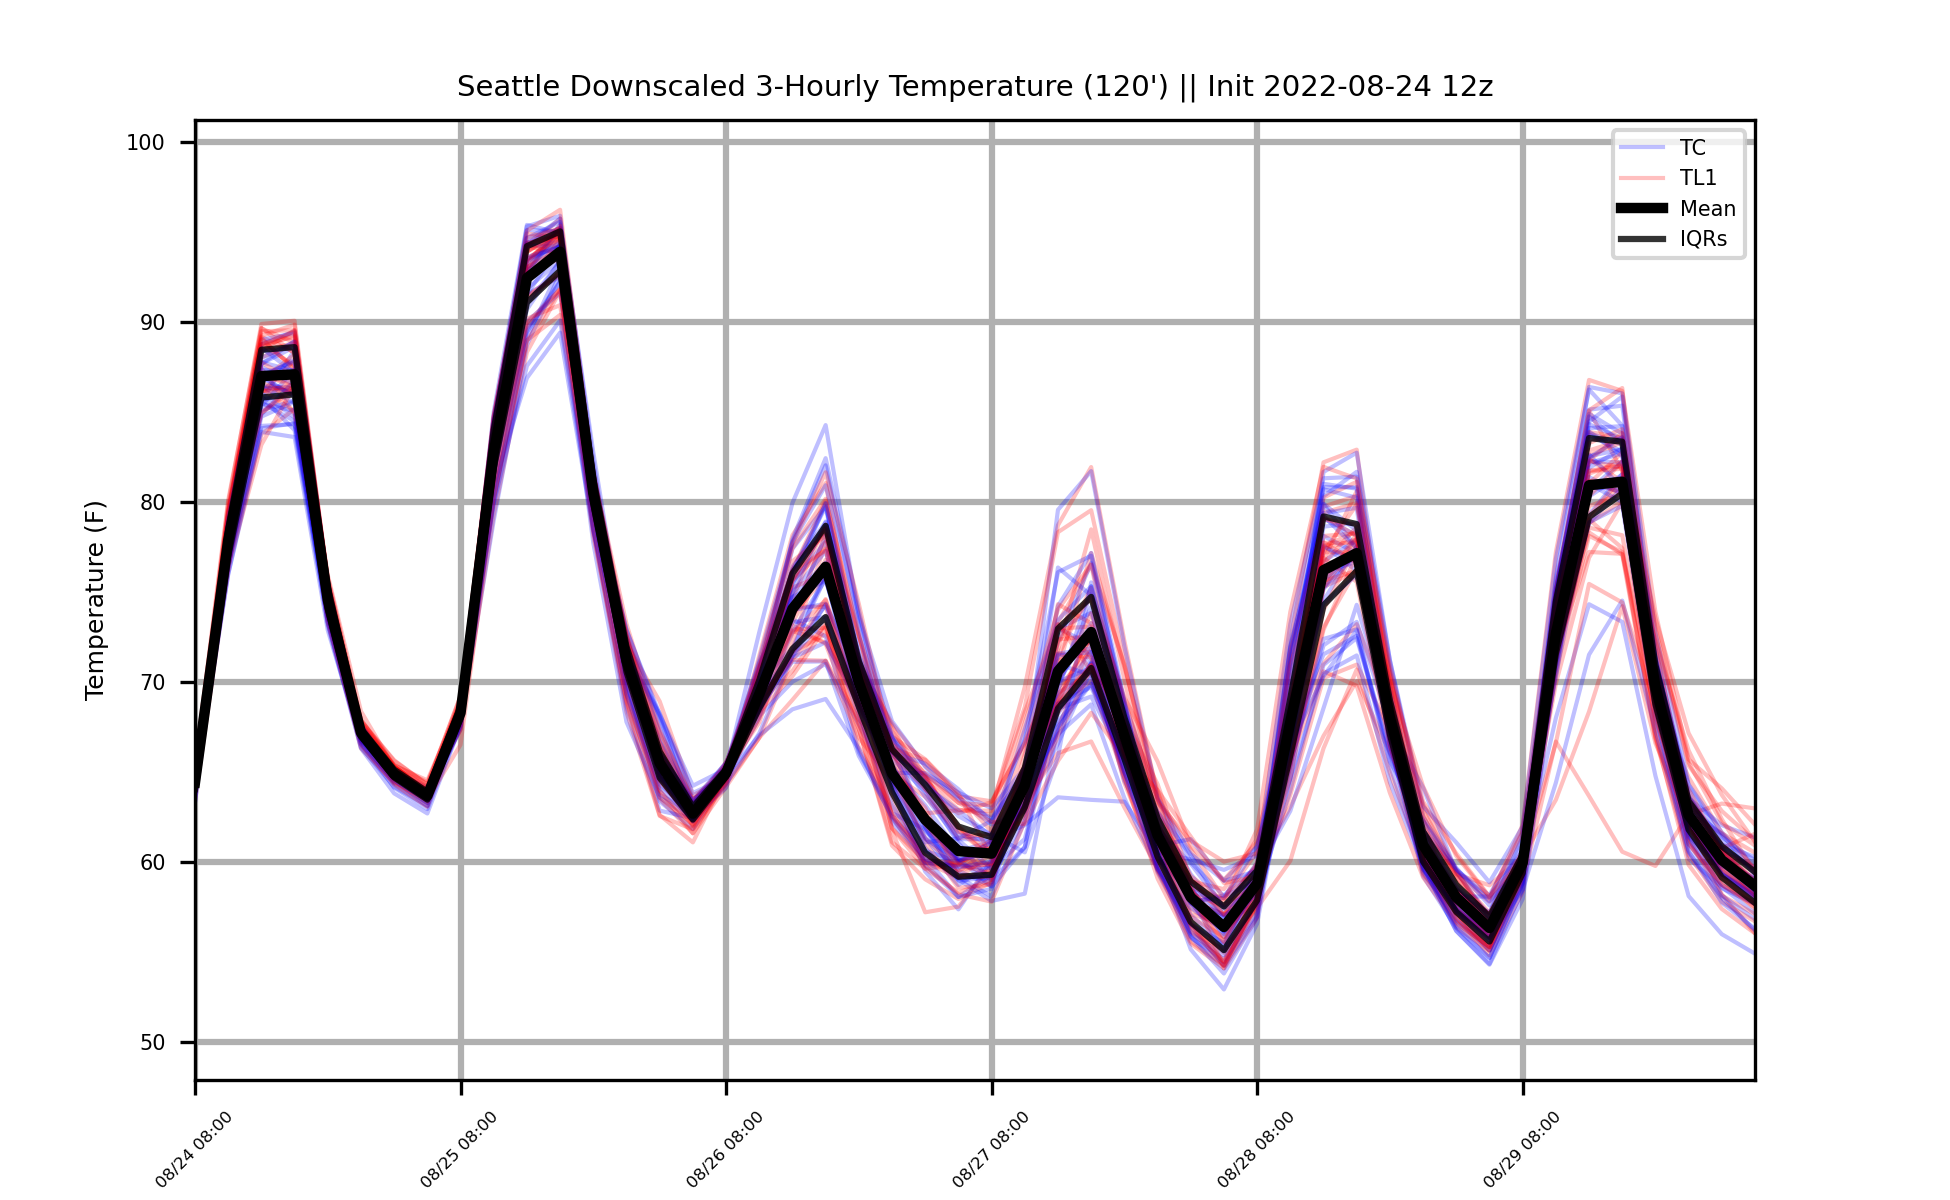 Seattle Downscaled 3-Hourly Temperature (120') || Init 2022-08-24 12z
TC
TL1
Mean
IQRs
Temperature (F)
100
90
80
70
60
50
08/24 08:00
08/25 08:00
08/26 08:00
08/27 08:00
08/28 08:00
08/29 08:00